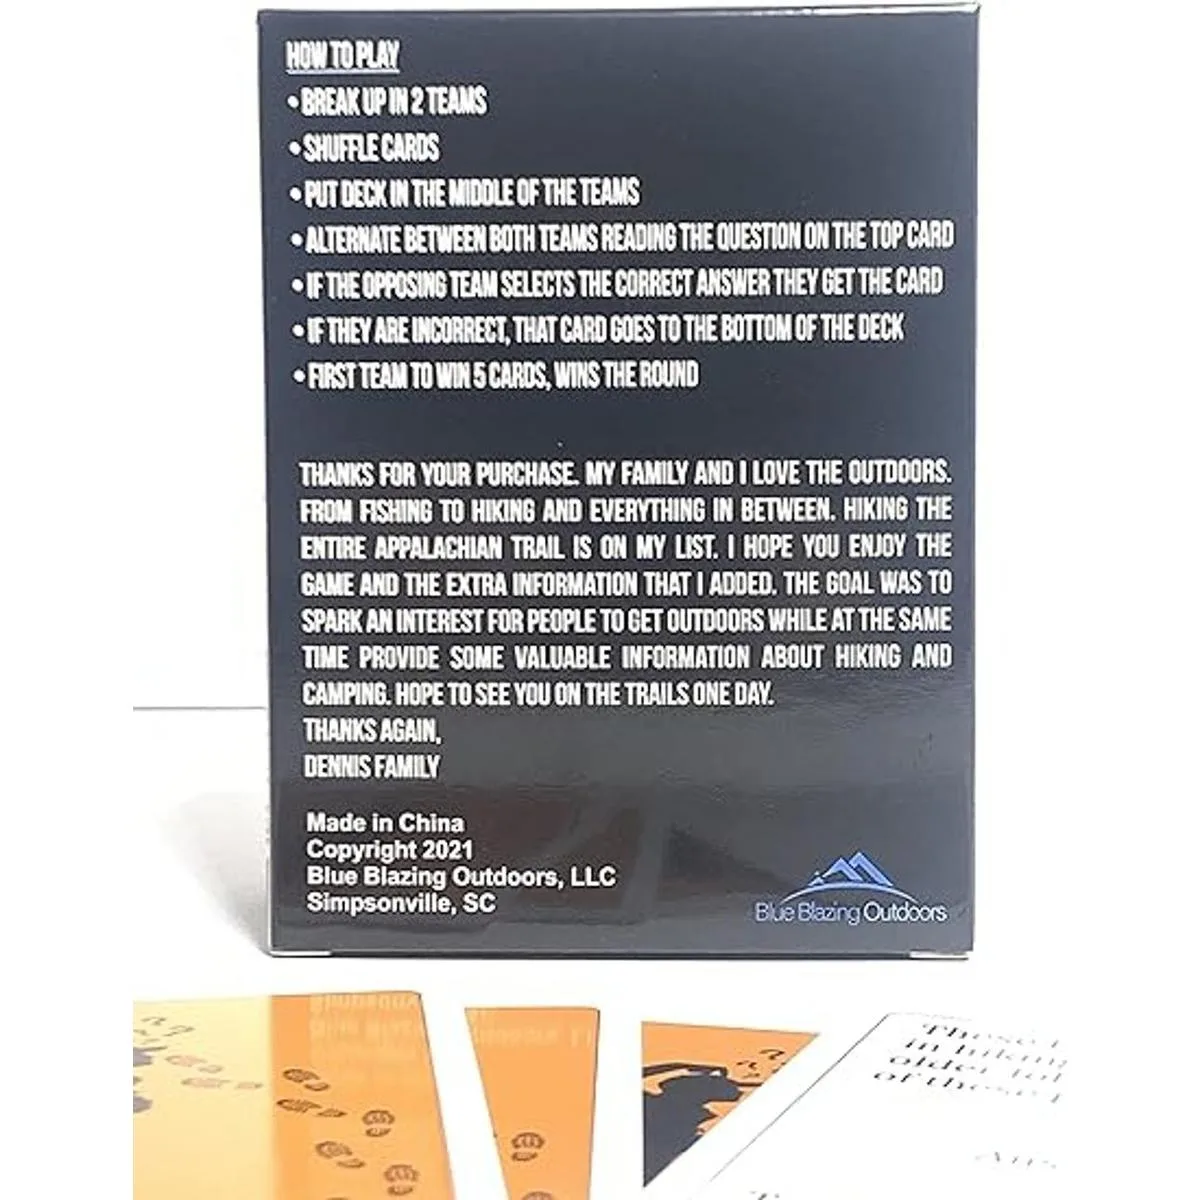 HOW TO PLAY
• BREAK UP IN 2 TEAMS
• SHUFFLE CARDS
• PUT DECK IN THE MIDDLE OF THE TEAMS
• ALTERNATE BETWEEN BOTH TEAMS READING THE QUESTION ON THE TOP CARD
• IF THE OPPOSING TEAM SELECTS THE CORRECT ANSWER THEY GET THE CARD
• IF THEY ARE INCORRECT, THAT CARD GOES TO THE BOTTOM OF THE DECK
• FIRST TEAM TO WIN 5 CARDS, WINS THE ROUND
THANKS FOR YOUR PURCHASE. MY FAMILY AND I LOVE THE OUTDOORS.
FROM FISHING TO HIKING AND EVERYTHING IN BETWEEN. HIKING THE
ENTIRE APPALACHIAN TRAIL IS ON MY LIST. I HOPE YOU ENJOY THE
GAME AND THE EXTRA INFORMATION THAT I ADDED. THE GOAL WAS TO
SPARK AN INTEREST FOR PEOPLE TO GET OUTDOORS WHILE AT THE SAME
TIME PROVIDE SOME VALUABLE INFORMATION ABOUT HIKING AND
CAMPING. HOPE TO SEE YOU ON THE TRAILS ONE DAY.
THANKS AGAIN,
DENNIS FAMILY
Made in China
Copyright 2021
Blue Blazing Outdoors, LLC
Simpsonville, SC
Blue Blazing Outdoors
These
in
older
of these